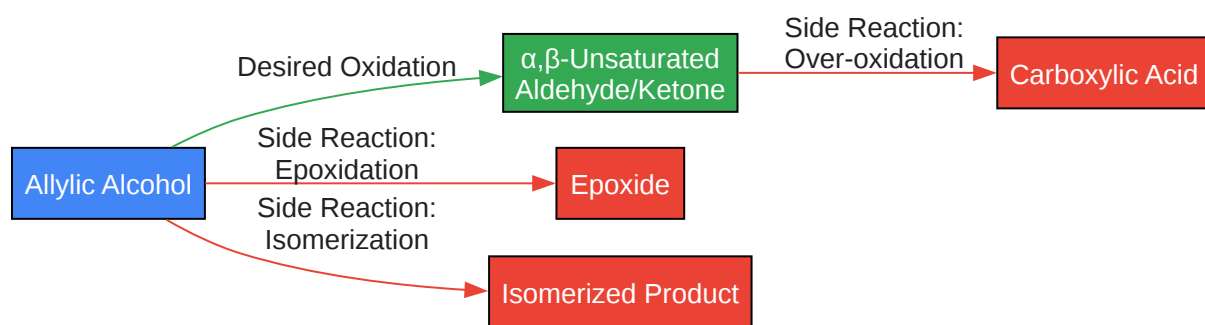 Side Reaction:
Over-oxidation
Desired Oxidation
α,β-Unsaturated
Aldehyde/Ketone
Carboxylic Acid
Side Reaction:
Epoxidation
Allylic Alcohol
Epoxide
Side Reaction:
Isomerization
Isomerized Product